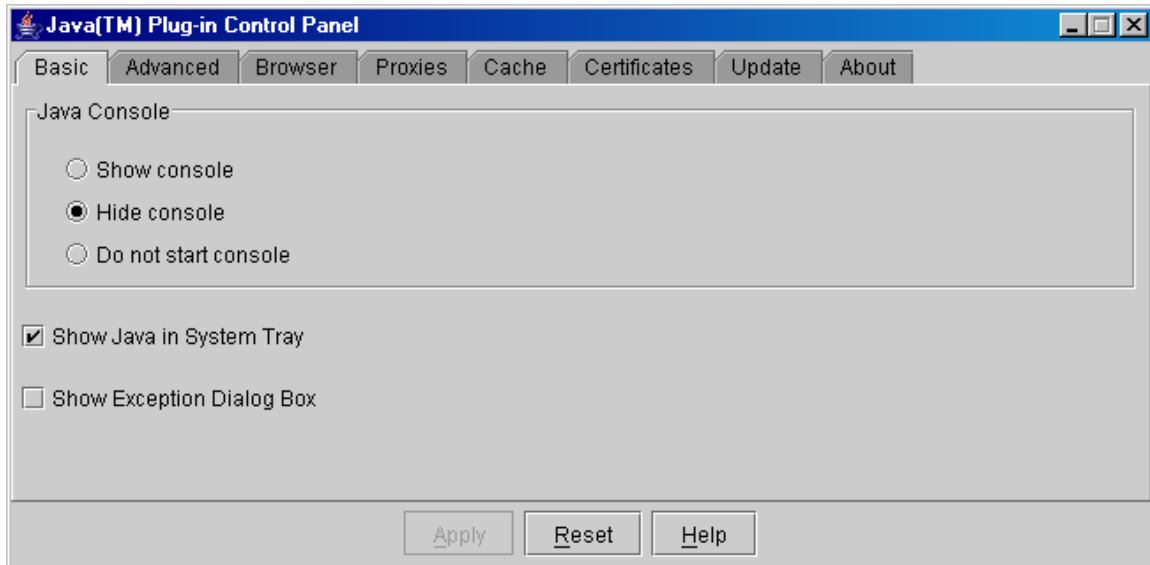 Java(TM) Plug-in Control Panel
Basic Advanced Browser Proxies Cache Certificates Update About
Java Console
Show console
Hide console
Do not start console
Show Java in System Tray
Show Exception Dialog Box
Apply Reset Help